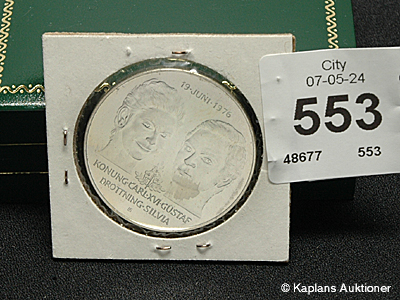 City
07-05-24
553
48677 553
19·JUNI·1976
KONUNG·CARL·XVI·GUSTAF
DROTTNING·SILVIA
© Kaplans Auktioner